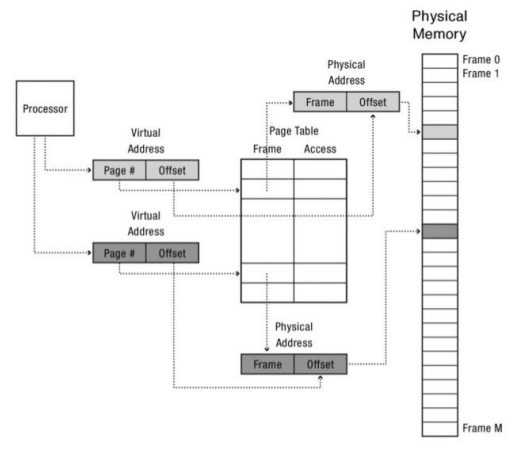 Physical
Memory
Frame 0
Frame 1
Physical
Address
Frame Offset
Processor
Virtual
Address
Page # Offset
Page Table
Frame Access
Virtual
Address
Page # Offset
Physical
Address
Frame Offset
Frame M